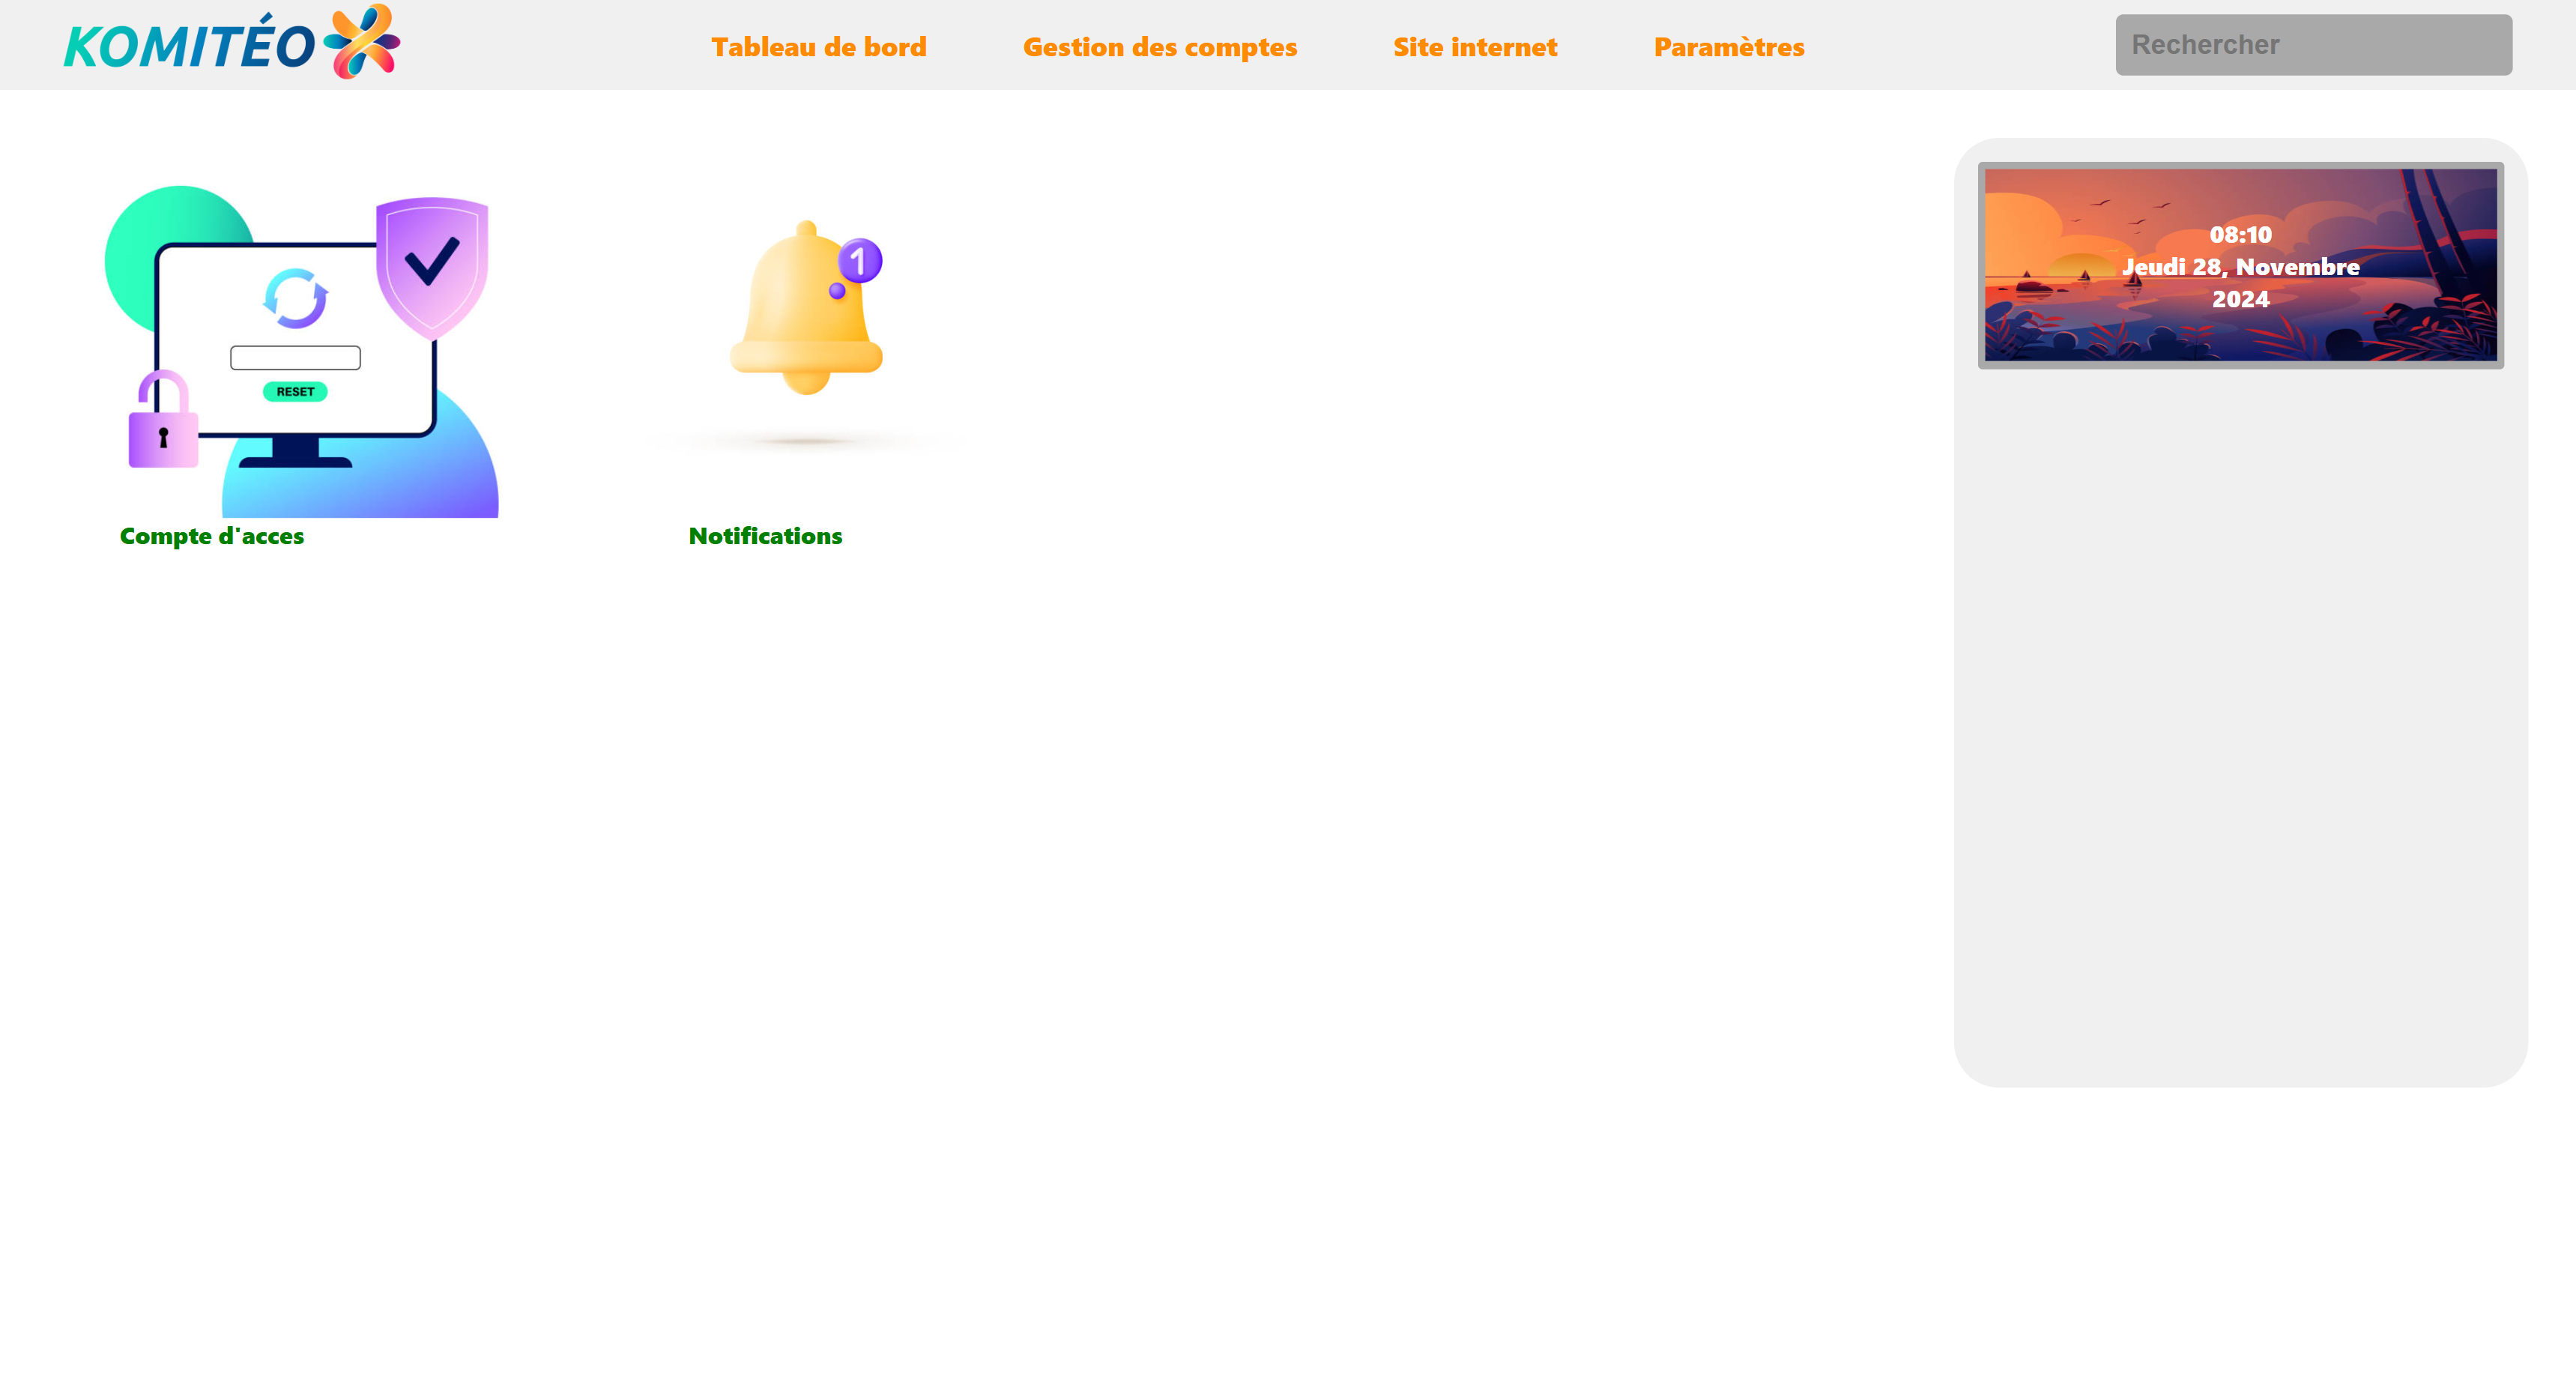 KOMITÉO
Tableau de bord
Gestion des comptes
Site internet
Paramètres
Rechercher
1
RESET
08:10
Jeudi 28, Novembre
2024
Compte d'acces
Notifications